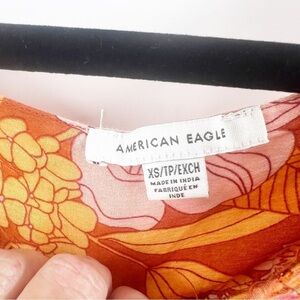 AMERICAN EAGLE
XS/TP/EXCH
MADE IN INDIA
FABRIQUÉ EN
INDE